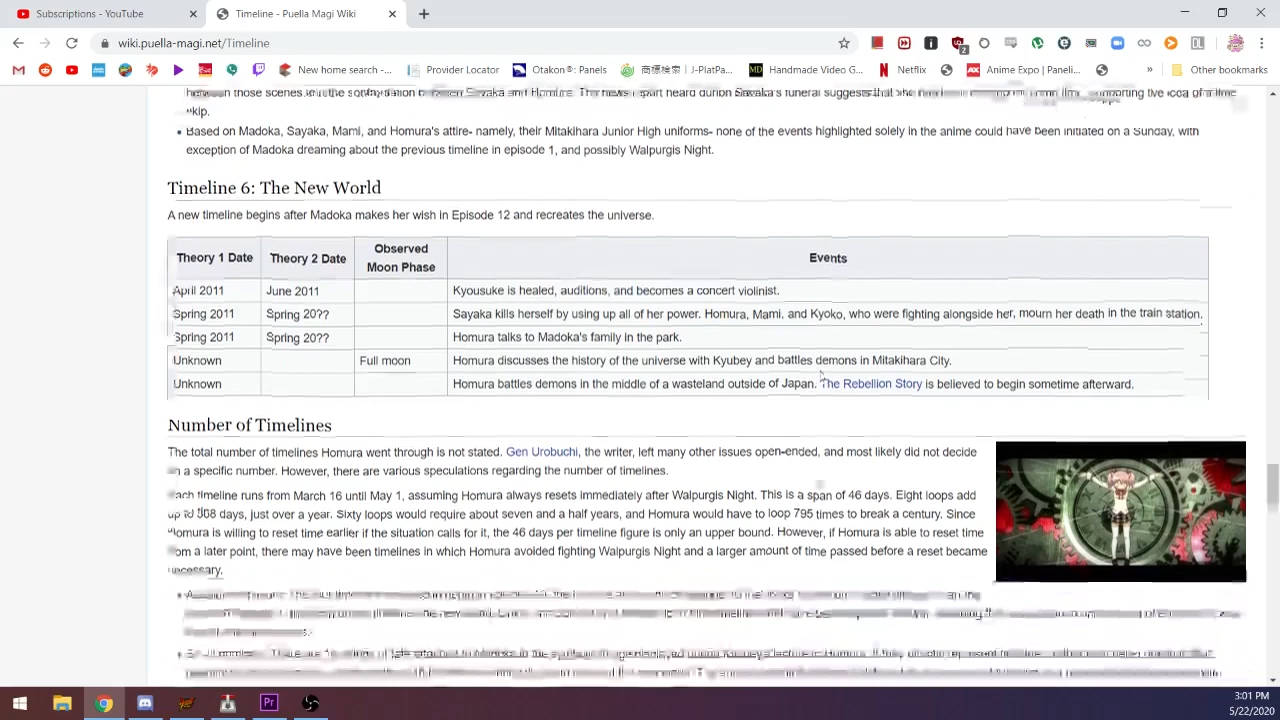 Subscriptions - YouTube
Timeline - Puella Magi Wiki
wiki.puella-magi.net/Timeline
2
New home search -...
Provider Locator
Otakon®: Panels
商標検索 | J-PlatPa...
Handmade Video G...
Netflix
Anime Expo | Paneli...
»
Other bookmarks
between those scenes
Sayaka's funeral suggests that
Based on Madoka, Sayaka, Mami, and Homura's attire- namely, their Mitakihara Junior High uniforms- none of the events highlighted solely in the anime could have been initiated on a Sunday, with
exception of Madoka dreaming about the previous timeline in episode 1, and possibly Walpurgis Night.
Timeline 6: The New World
A new timeline begins after Madoka makes her wish in Episode 12 and recreates the universe.
Theory 1 Date Theory 2 Date Observed Moon Phase Events
April 2011 June 2011 Kyousuke is healed, auditions, and becomes a concert violinist.
Spring 2011 Spring 20?? Sayaka kills herself by using up all of her power. Homura, Mami, and Kyoko, who were fighting alongside her, mourn her death in the train station.
Spring 2011 Spring 20?? Homura talks to Madoka's family in the park.
Unknown Full moon Homura discusses the history of the universe with Kyubey and battles demons in Mitakihara City.
Unknown Homura battles demons in the middle of a wasteland outside of Japan. The Rebellion Story is believed to begin sometime afterward.
Number of Timelines
The total number of timelines Homura went through is not stated. Gen Urobuchi, the writer, left many other issues open-ended, and most likely did not decide
on a specific number. However, there are various speculations regarding the number of timelines.
Each timeline runs from March 16 until May 1, assuming Homura always resets immediately after Walpurgis Night. This is a span of 46 days. Eight loops add
up to 368 days, just over a year. Sixty loops would require about seven and a half years, and Homura would have to loop 795 times to break a century. Since
Homura is willing to reset time earlier if the situation calls for it, the 46 days per timeline figure is only an upper bound. However, if Homura is able to reset time
from a later point, there may have been timelines in which Homura avoided fighting Walpurgis Night and a larger amount of time passed before a reset became
necessary.
3:01 PM
5/22/2020